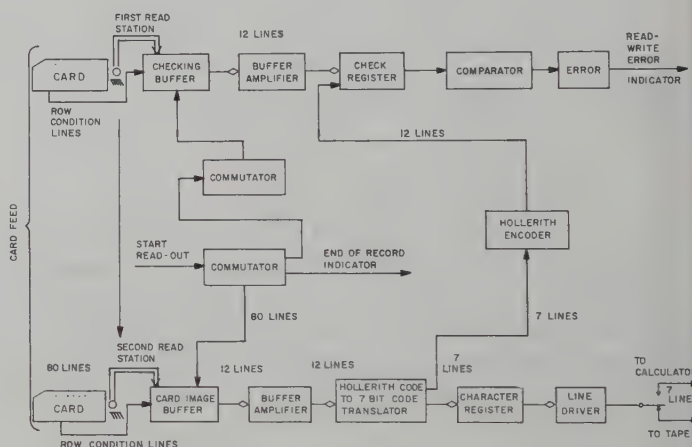 FIRST READ
STATION
12 LINES
CARD
CHECKING
BUFFER
BUFFER
AMPLIFIER
CHECK
REGISTER
COMPARATOR
ERROR
READ-
WRITE
ERROR
INDICATOR
ROW
CONDITION
LINES
12 LINES
COMMUTATOR
CARD FEED
HOLLERITH
ENCODER
START
READ-OUT
COMMUTATOR
END OF RECORD
INDICATOR
80 LINES
7 LINES
SECOND READ
STATION
80 LINES
12 LINES
12 LINES
7
LINES
CARD
CARD IMAGE
BUFFER
BUFFER
AMPLIFIER
HOLLERITH CODE
TO 7 BIT CODE
TRANSLATOR
CHARACTER
REGISTER
LINE
DRIVER
TO
CALCULATO
7
LINE
TO TAPE
ROW CONDITION LINES